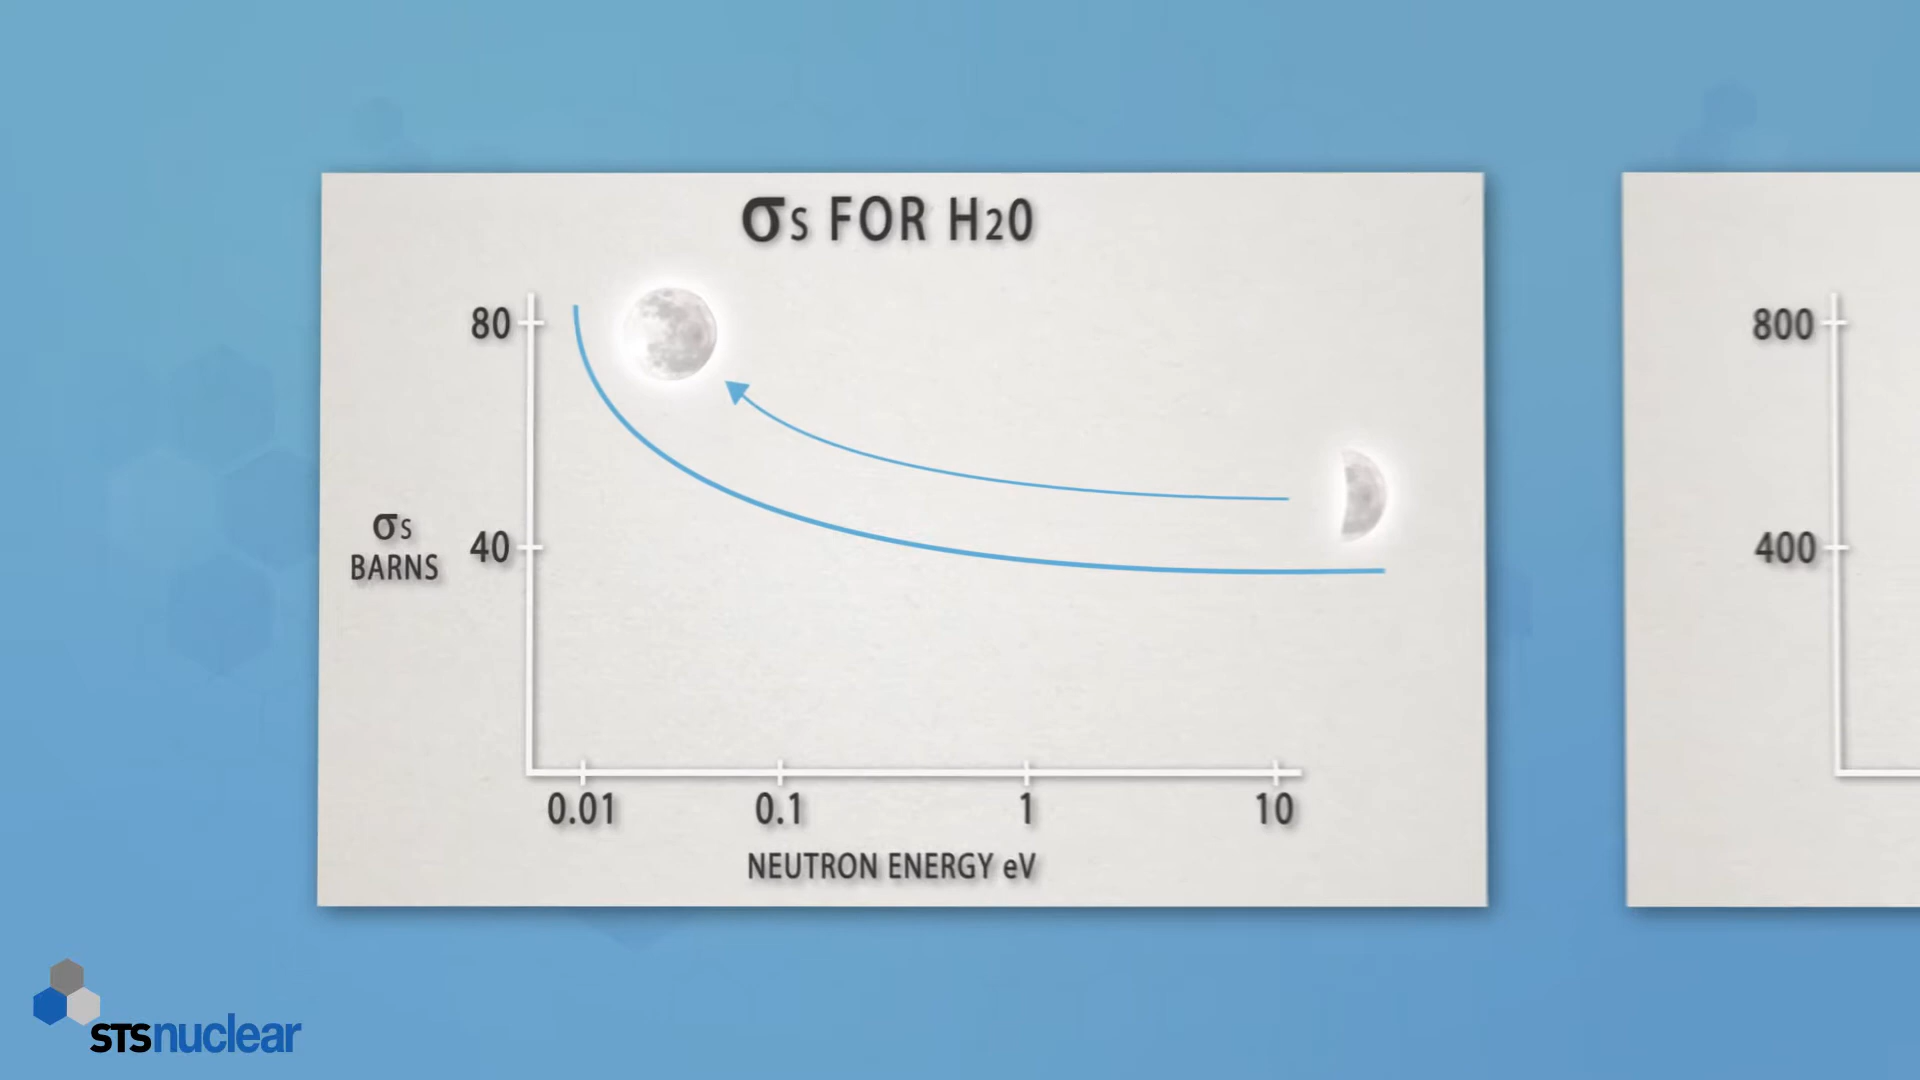 σs FOR H2O
80
800
σs
BARNS
40
400
0.01 0.1 1 10
NEUTRON ENERGY eV
STSnuclear